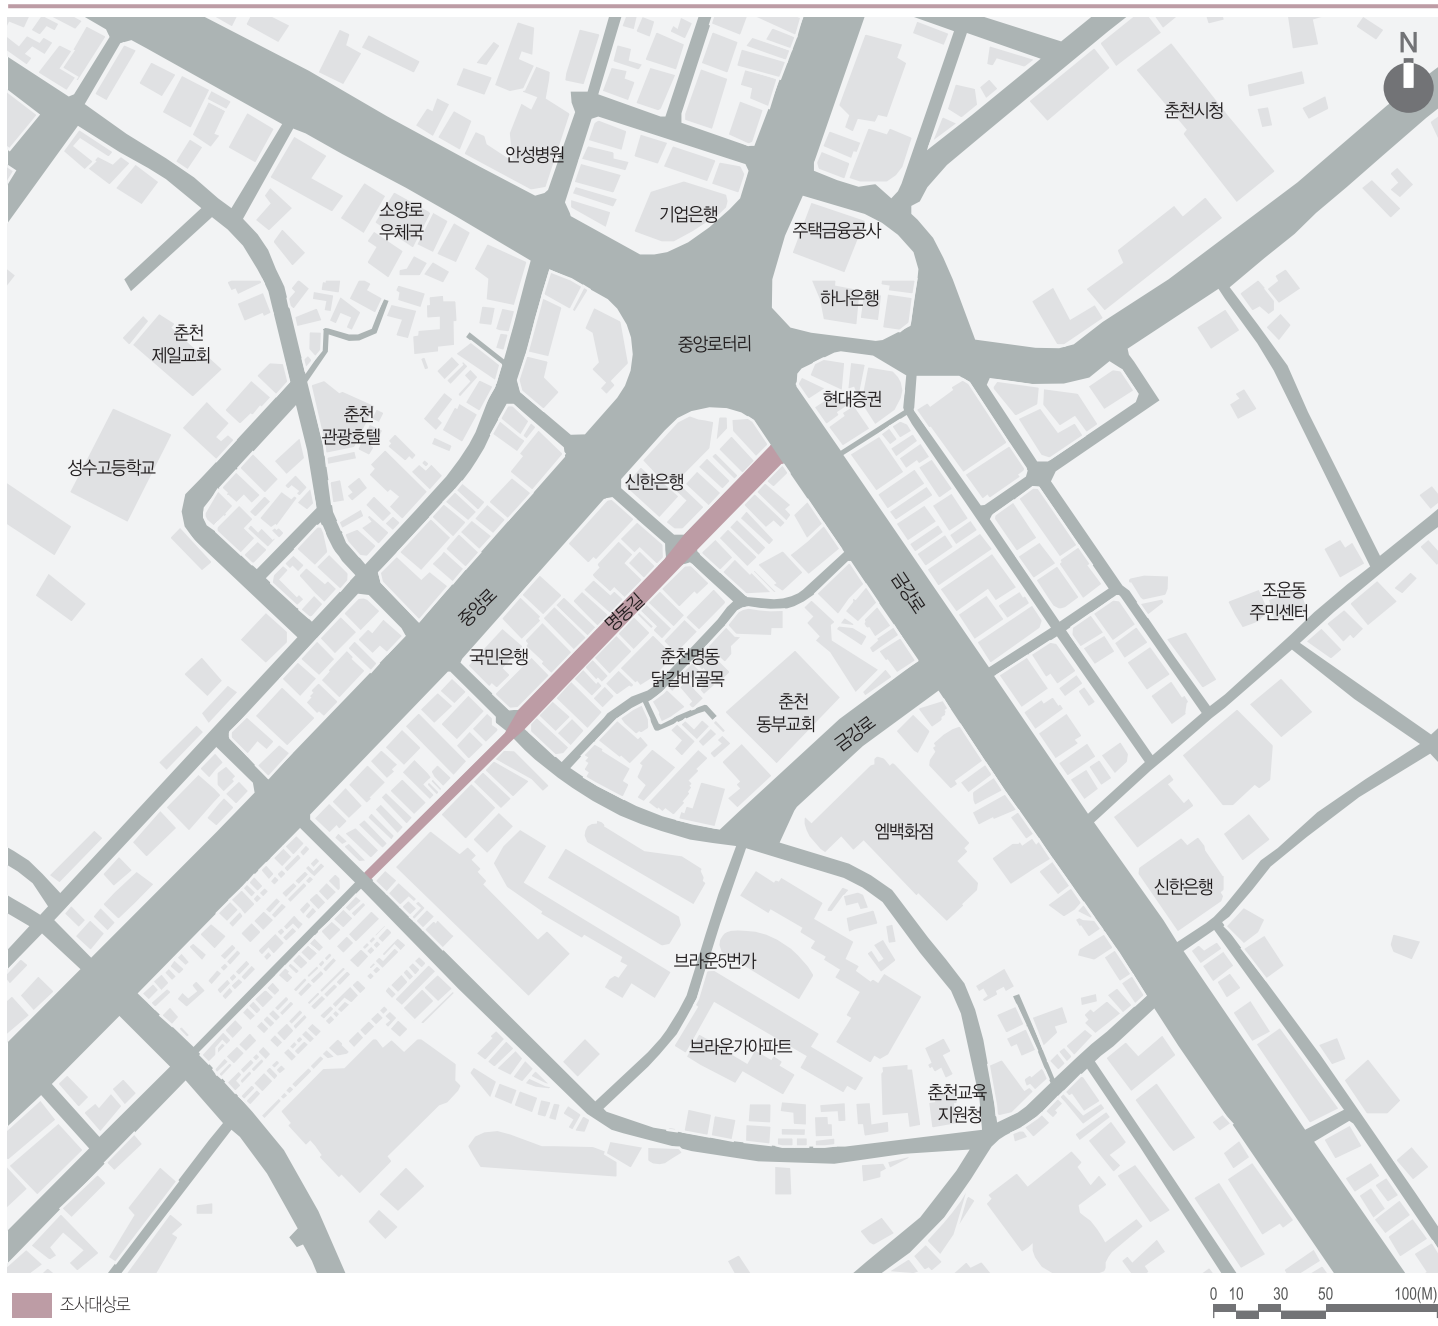 N
춘천시청
안성병원
소양로
우체국
기업은행
주택금융공사
하나은행
춘천
제일교회
중앙로터리
현대증권
춘천
관광호텔
성수고등학교
신한은행
중앙로
명동길
금강로
조운동
주민센터
국민은행
춘천명동
닭갈비골목
춘천
동부교회
금강로
엠백화점
신한은행
브라운5번가
브라운가아파트
춘천교육
지원청
조사대상로
0 10 30 50 100(M)